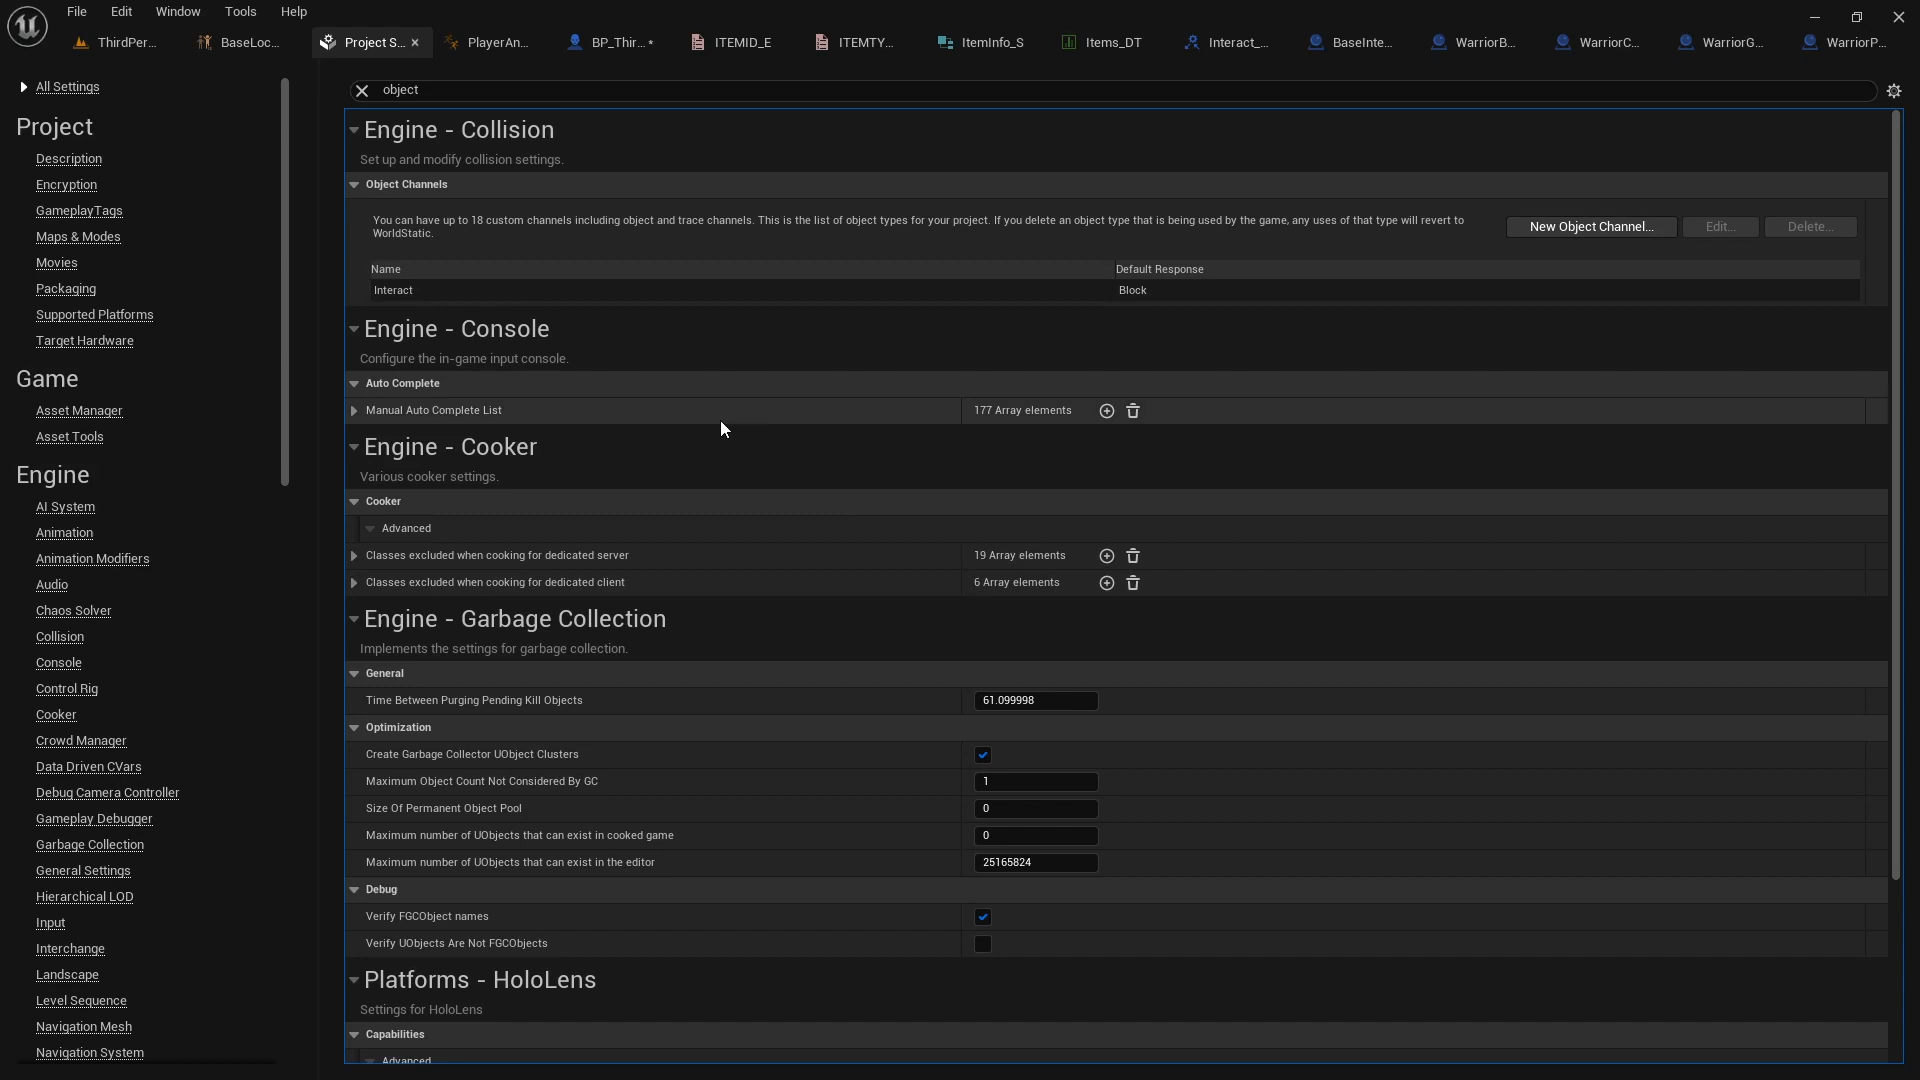 File Edit Window Tools Help
ThirdPer... BaseLoc... Project S... PlayerAn... BP_Thir... * ITEMID_E ITEMTY... ItemInfo_S Items_DT Interact_... BaseInte... WarriorB... WarriorC... WarriorG... WarriorP...
All Settings
Project
Description
Encryption
GameplayTags
Maps & Modes
Movies
Packaging
Supported Platforms
Target Hardware
Game
Asset Manager
Asset Tools
Engine
AI System
Animation
Animation Modifiers
Audio
Chaos Solver
Collision
Console
Control Rig
Cooker
Crowd Manager
Data Driven CVars
Debug Camera Controller
Gameplay Debugger
Garbage Collection
General Settings
Hierarchical LOD
Input
Interchange
Landscape
Level Sequence
Navigation Mesh
Navigation System
object
Engine - Collision
Set up and modify collision settings.
Object Channels
You can have up to 18 custom channels including object and trace channels. This is the list of object types for your project. If you delete an object type that is being used by the game, any uses of that type will revert to
WorldStatic.
New Object Channel... Edit... Delete...
Name Default Response
Interact Block
Engine - Console
Configure the in-game input console.
Auto Complete
Manual Auto Complete List 177 Array elements
Engine - Cooker
Various cooker settings.
Cooker
Advanced
Classes excluded when cooking for dedicated server 19 Array elements
Classes excluded when cooking for dedicated client 6 Array elements
Engine - Garbage Collection
Implements the settings for garbage collection.
General
Time Between Purging Pending Kill Objects 61.099998
Optimization
Create Garbage Collector UObject Clusters
Maximum Object Count Not Considered By GC 1
Size Of Permanent Object Pool 0
Maximum number of UObjects that can exist in cooked game 0
Maximum number of UObjects that can exist in the editor 25165824
Debug
Verify FGCObject names
Verify UObjects Are Not FGCObjects
Platforms - HoloLens
Settings for HoloLens
Capabilities
Advanced